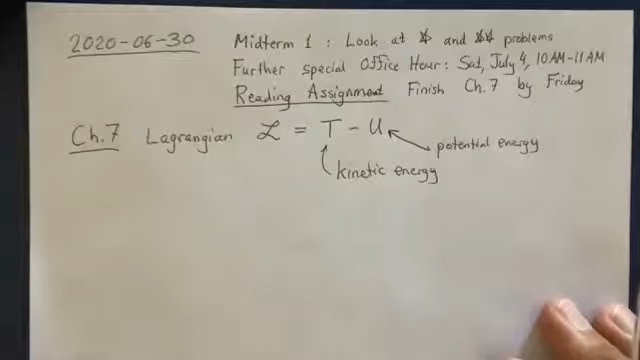 2020-06-30 Midterm 1 : Look at ☆ and ☆☆ problems
Further special Office Hour: Sat, July 4, 10AM-11AM
Reading Assignment Finish Ch. 7 by Friday
Ch.7 Lagrangian ℒ = T - U
potential energy
kinetic energy